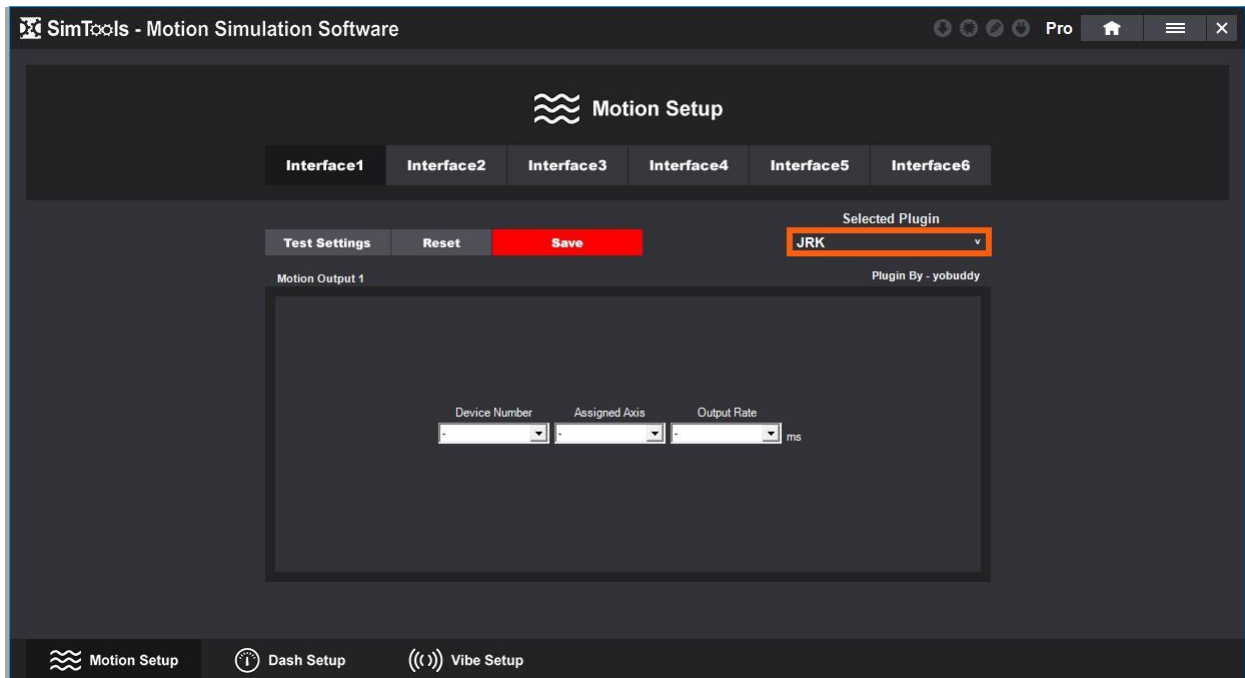 SimTools - Motion Simulation Software Pro
Motion Setup
Interface1 Interface2 Interface3 Interface4 Interface5 Interface6
Selected Plugin
Test Settings Reset Save JRK v
Motion Output 1 Plugin By - yobuddy
Device Number Assigned Axis Output Rate
- - - ms
Motion Setup Dash Setup Vibe Setup